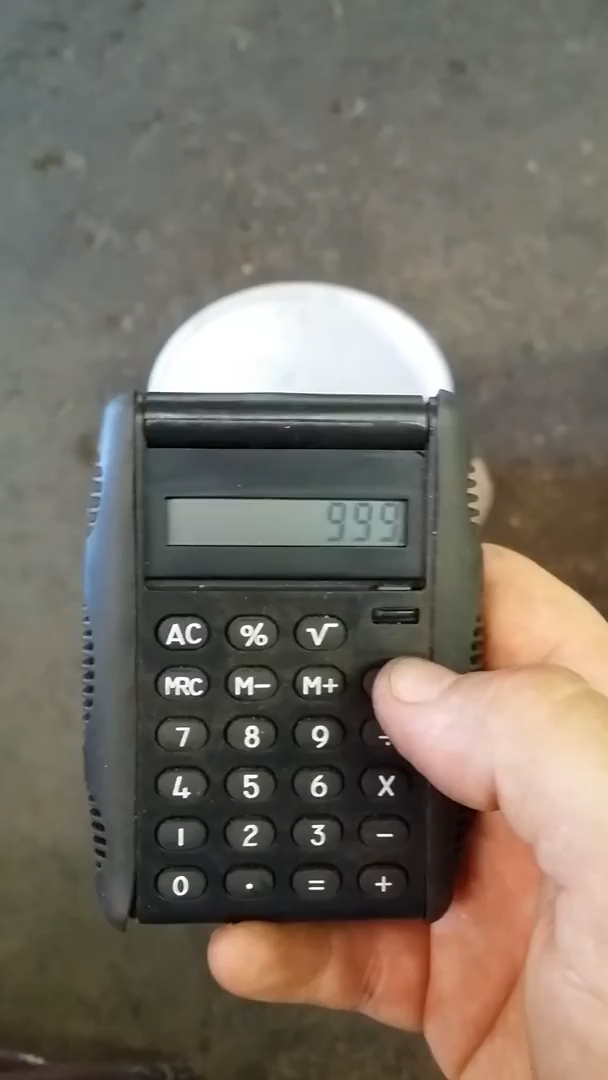 999
AC % √
MRC M− M+
7 8 9 ÷
4 5 6 X
1 2 3 −
0 . = +